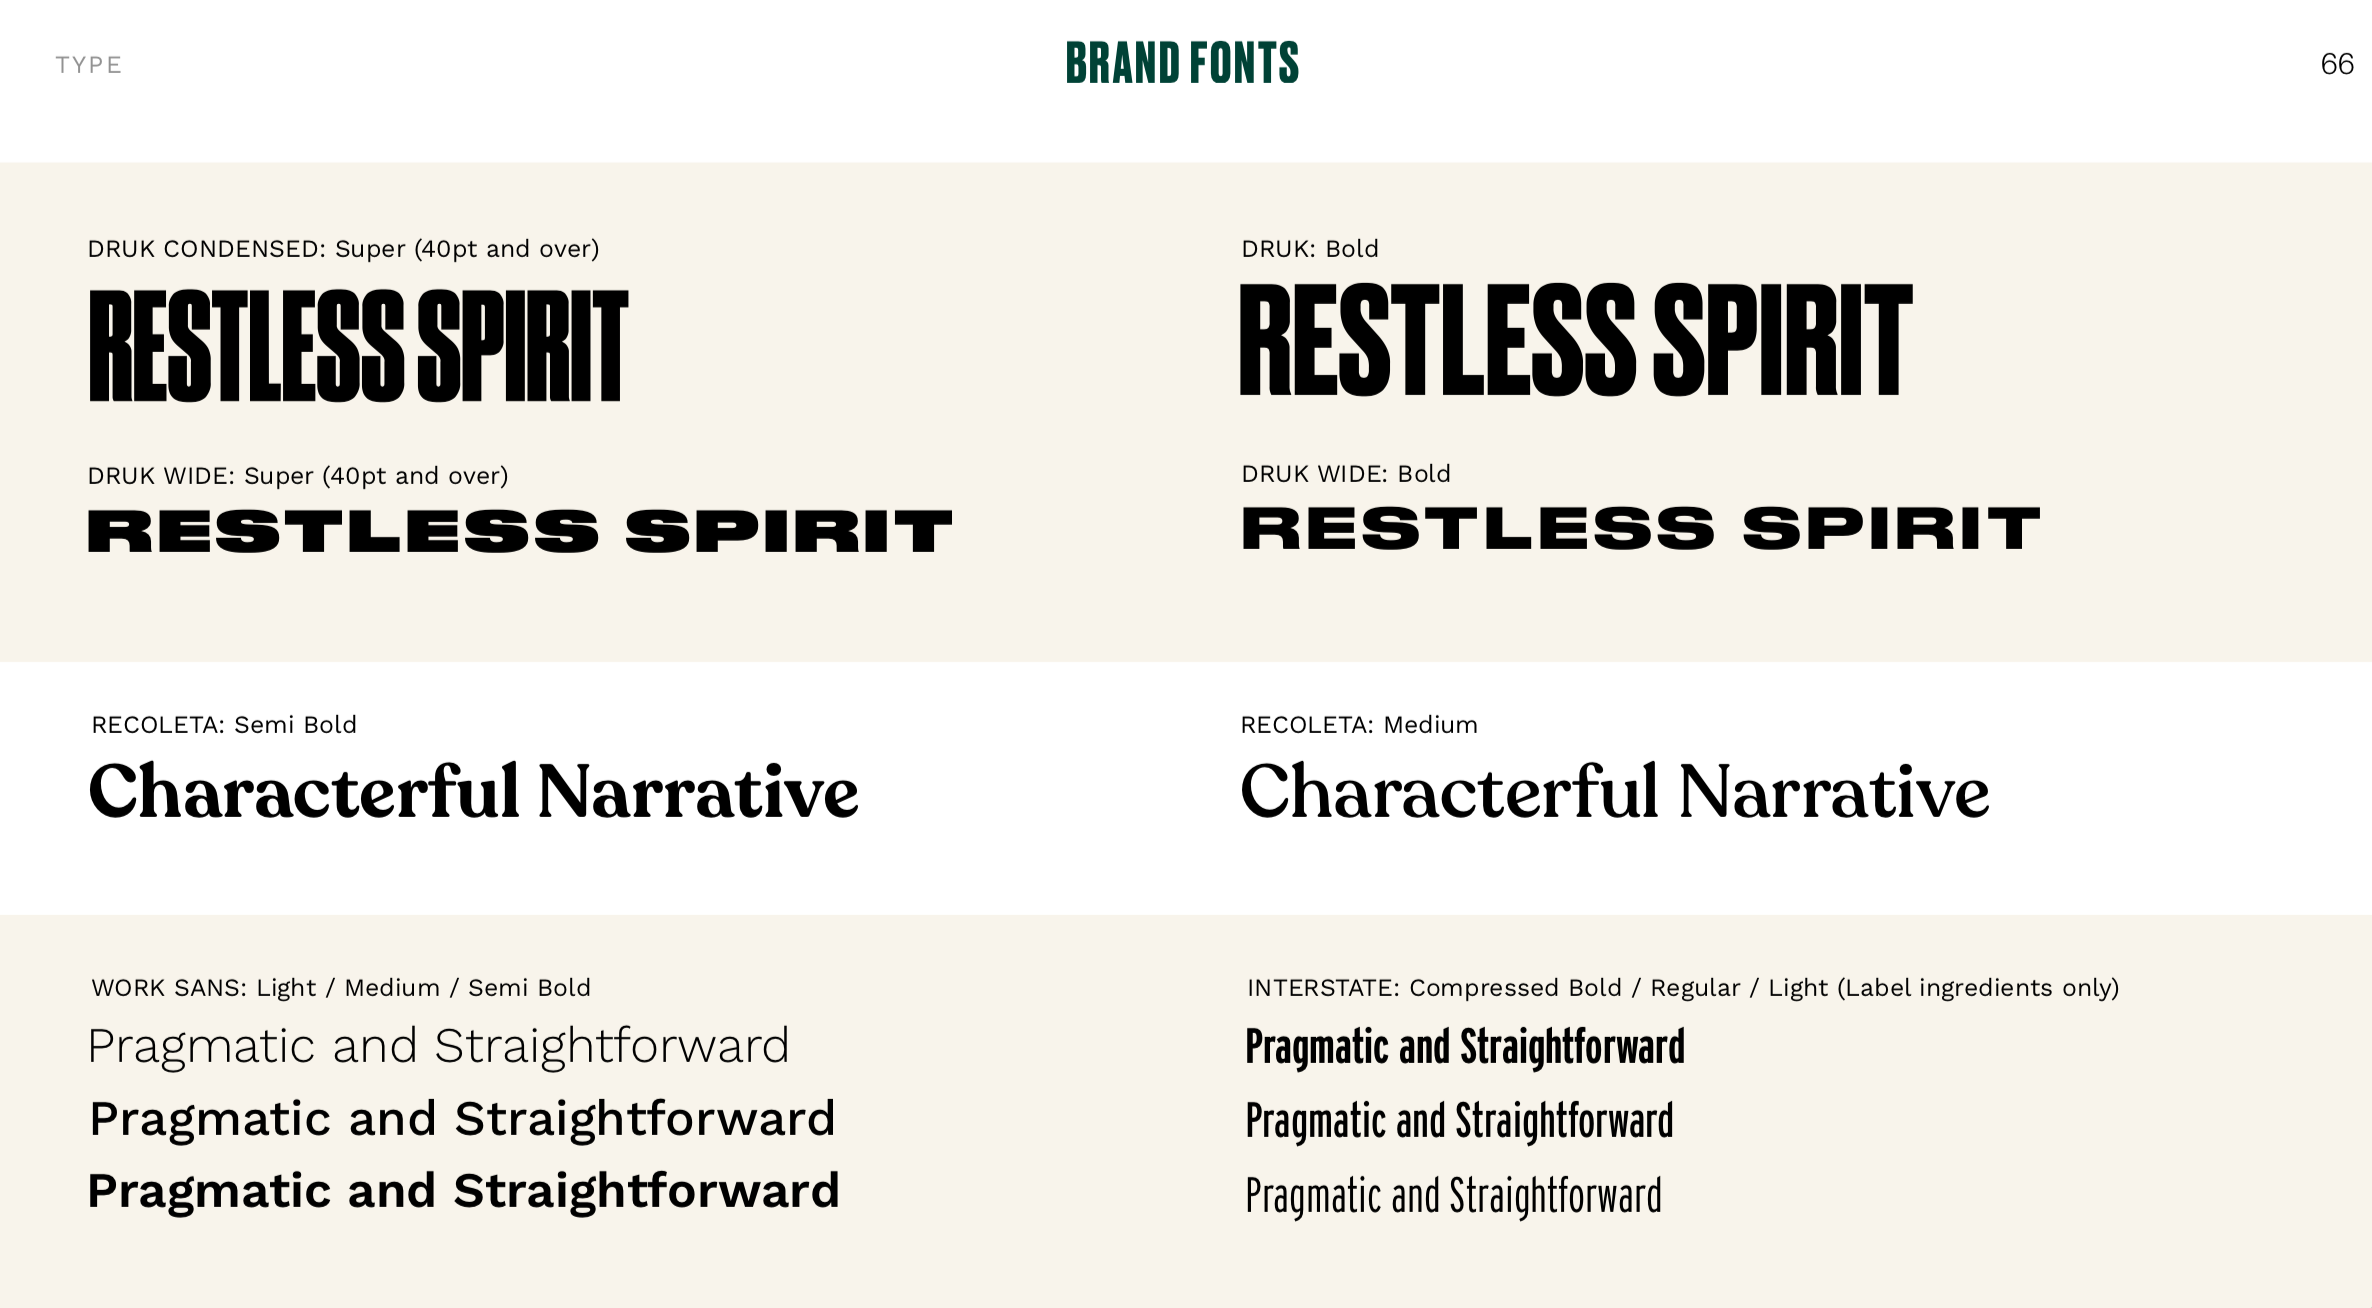 TYPE
BRAND FONTS
66
DRUK CONDENSED: Super (40pt and over)
RESTLESS SPIRIT
DRUK: Bold
RESTLESS SPIRIT
DRUK WIDE: Super (40pt and over)
RESTLESS SPIRIT
DRUK WIDE: Bold
RESTLESS SPIRIT
RECOLETA: Semi Bold
Characterful Narrative
RECOLETA: Medium
Characterful Narrative
WORK SANS: Light / Medium / Semi Bold
Pragmatic and Straightforward
Pragmatic and Straightforward
Pragmatic and Straightforward
INTERSTATE: Compressed Bold / Regular / Light (Label ingredients only)
Pragmatic and Straightforward
Pragmatic and Straightforward
Pragmatic and Straightforward